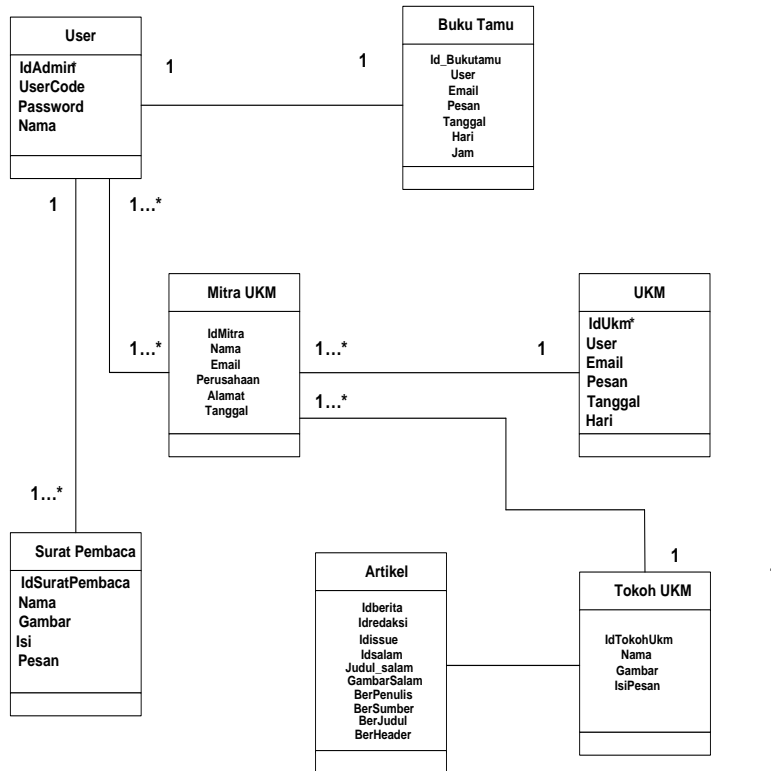 User
IdAdmin*
UserCode
Password
Nama
1
1
Buku Tamu
Id_Bukutamu
User
Email
Pesan
Tanggal
Hari
Jam
1
1...*
Mitra UKM
IdMitra
Nama
Email
Perusahaan
Alamat
Tanggal
1...*
1...*
1
1...*
UKM
IdUkm*
User
Email
Pesan
Tanggal
Hari
1...*
Surat Pembaca
IdSuratPembaca
Nama
Gambar
Isi
Pesan
Artikel
Idberita
Idredaksi
Idissue
Idsalam
Judul_salam
GambarSalam
BerPenulis
BerSumber
BerJudul
BerHeader
1
Tokoh UKM
IdTokohUkm
Nama
Gambar
IsiPesan